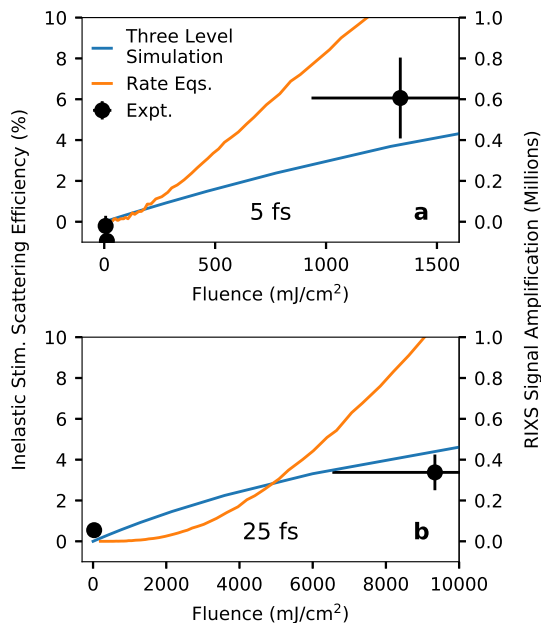 Inelastic Stim. Scattering Efficiency (%)
RIXS Signal Amplification (Millions)
10
8
6
4
2
0
1.0
0.8
0.6
0.4
0.2
0.0
Three Level
Simulation
Rate Eqs.
Expt.
5 fs
a
0
500
1000
1500
Fluence (mJ/cm²)
10
8
6
4
2
0
1.0
0.8
0.6
0.4
0.2
0.0
25 fs
b
0
2000
4000
6000
8000
10000
Fluence (mJ/cm²)